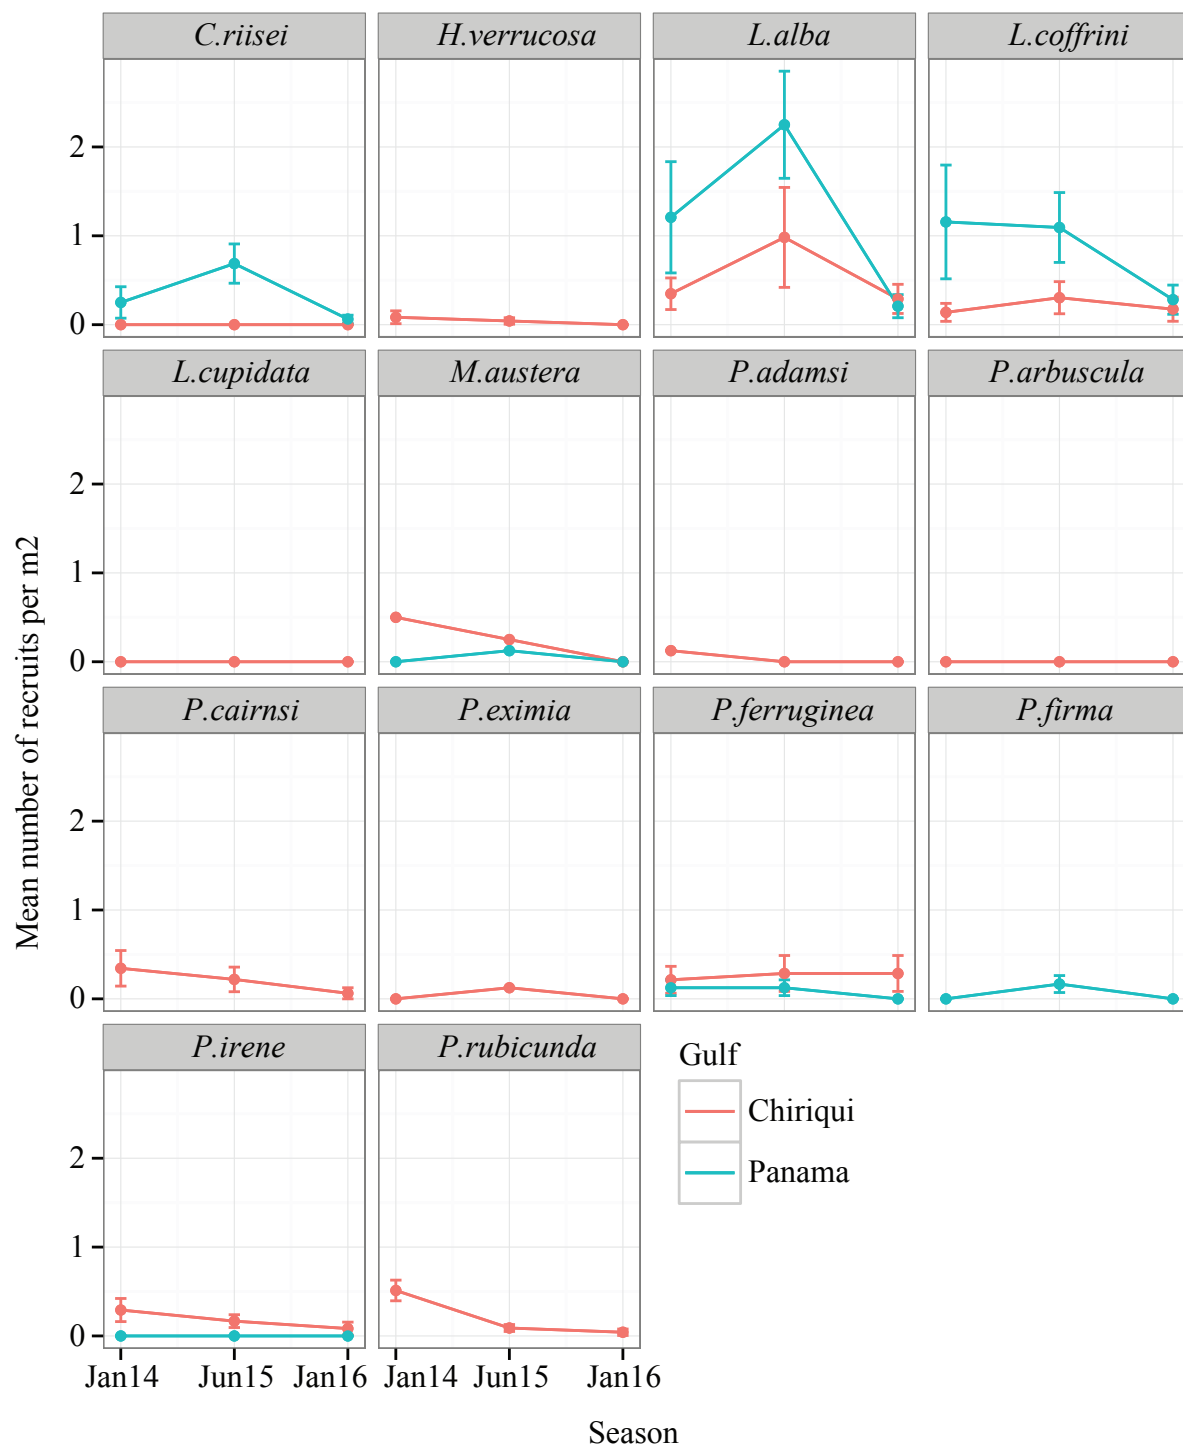 C.riisei
H.verrucosa
L.alba
L.coffrini
2
1
0
L.cupidata
M.austera
P.adamsi
P.arbuscula
2
1
0
P.cairnsi
P.eximia
P.ferruginea
P.firma
2
1
0
P.irene
P.rubicunda
2
1
0
Gulf
Chiriqui
Panama
Jan14 Jun15 Jan16
Jan14 Jun15 Jan16
Season
Mean number of recruits per m2